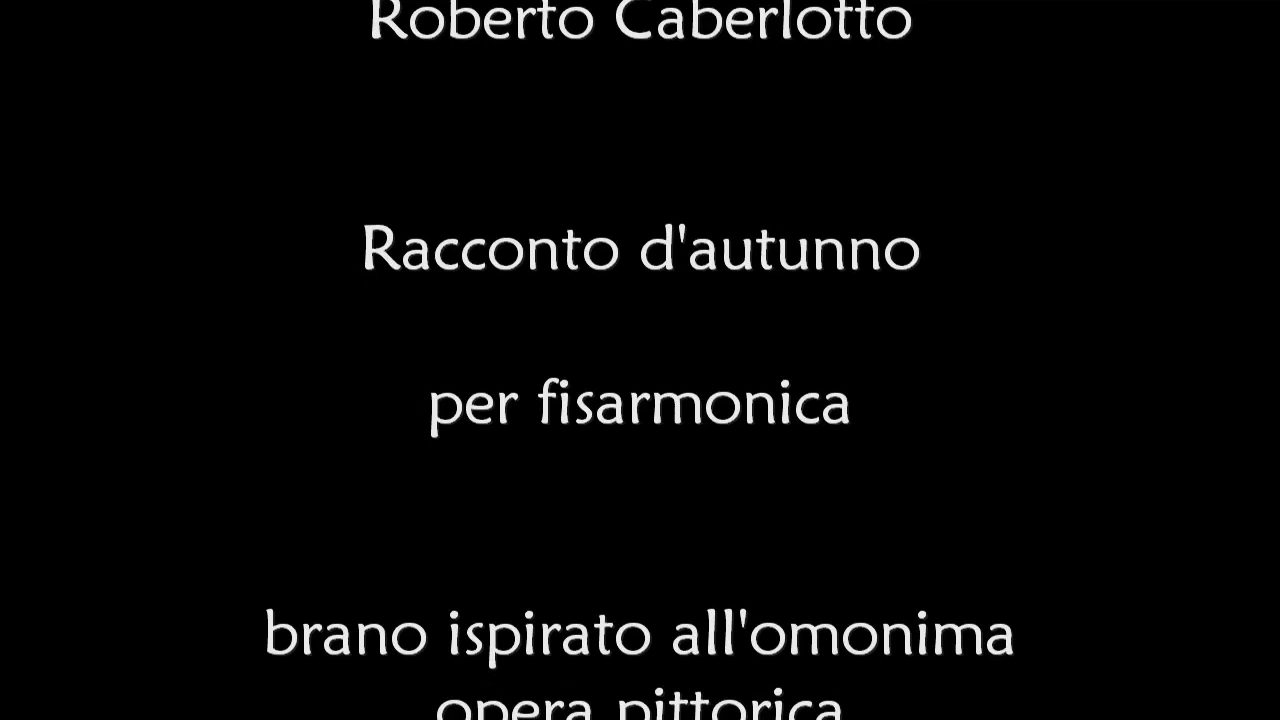 Roberto Caberlotto
Racconto d'autunno
per fisarmonica
brano ispirato all'omonima
opera pittorica